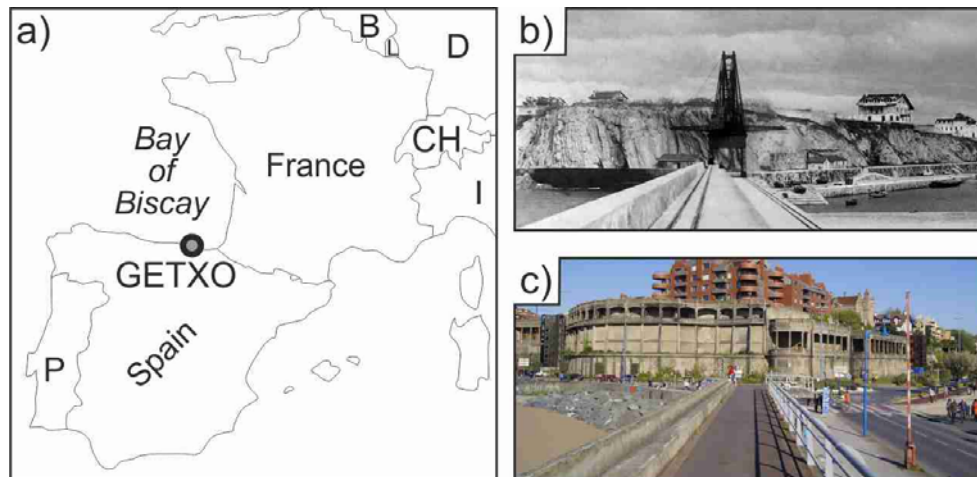 a)
B
L
D
CH
Bay
of
Biscay
France
I
GETXO
Spain
P
b)
c)